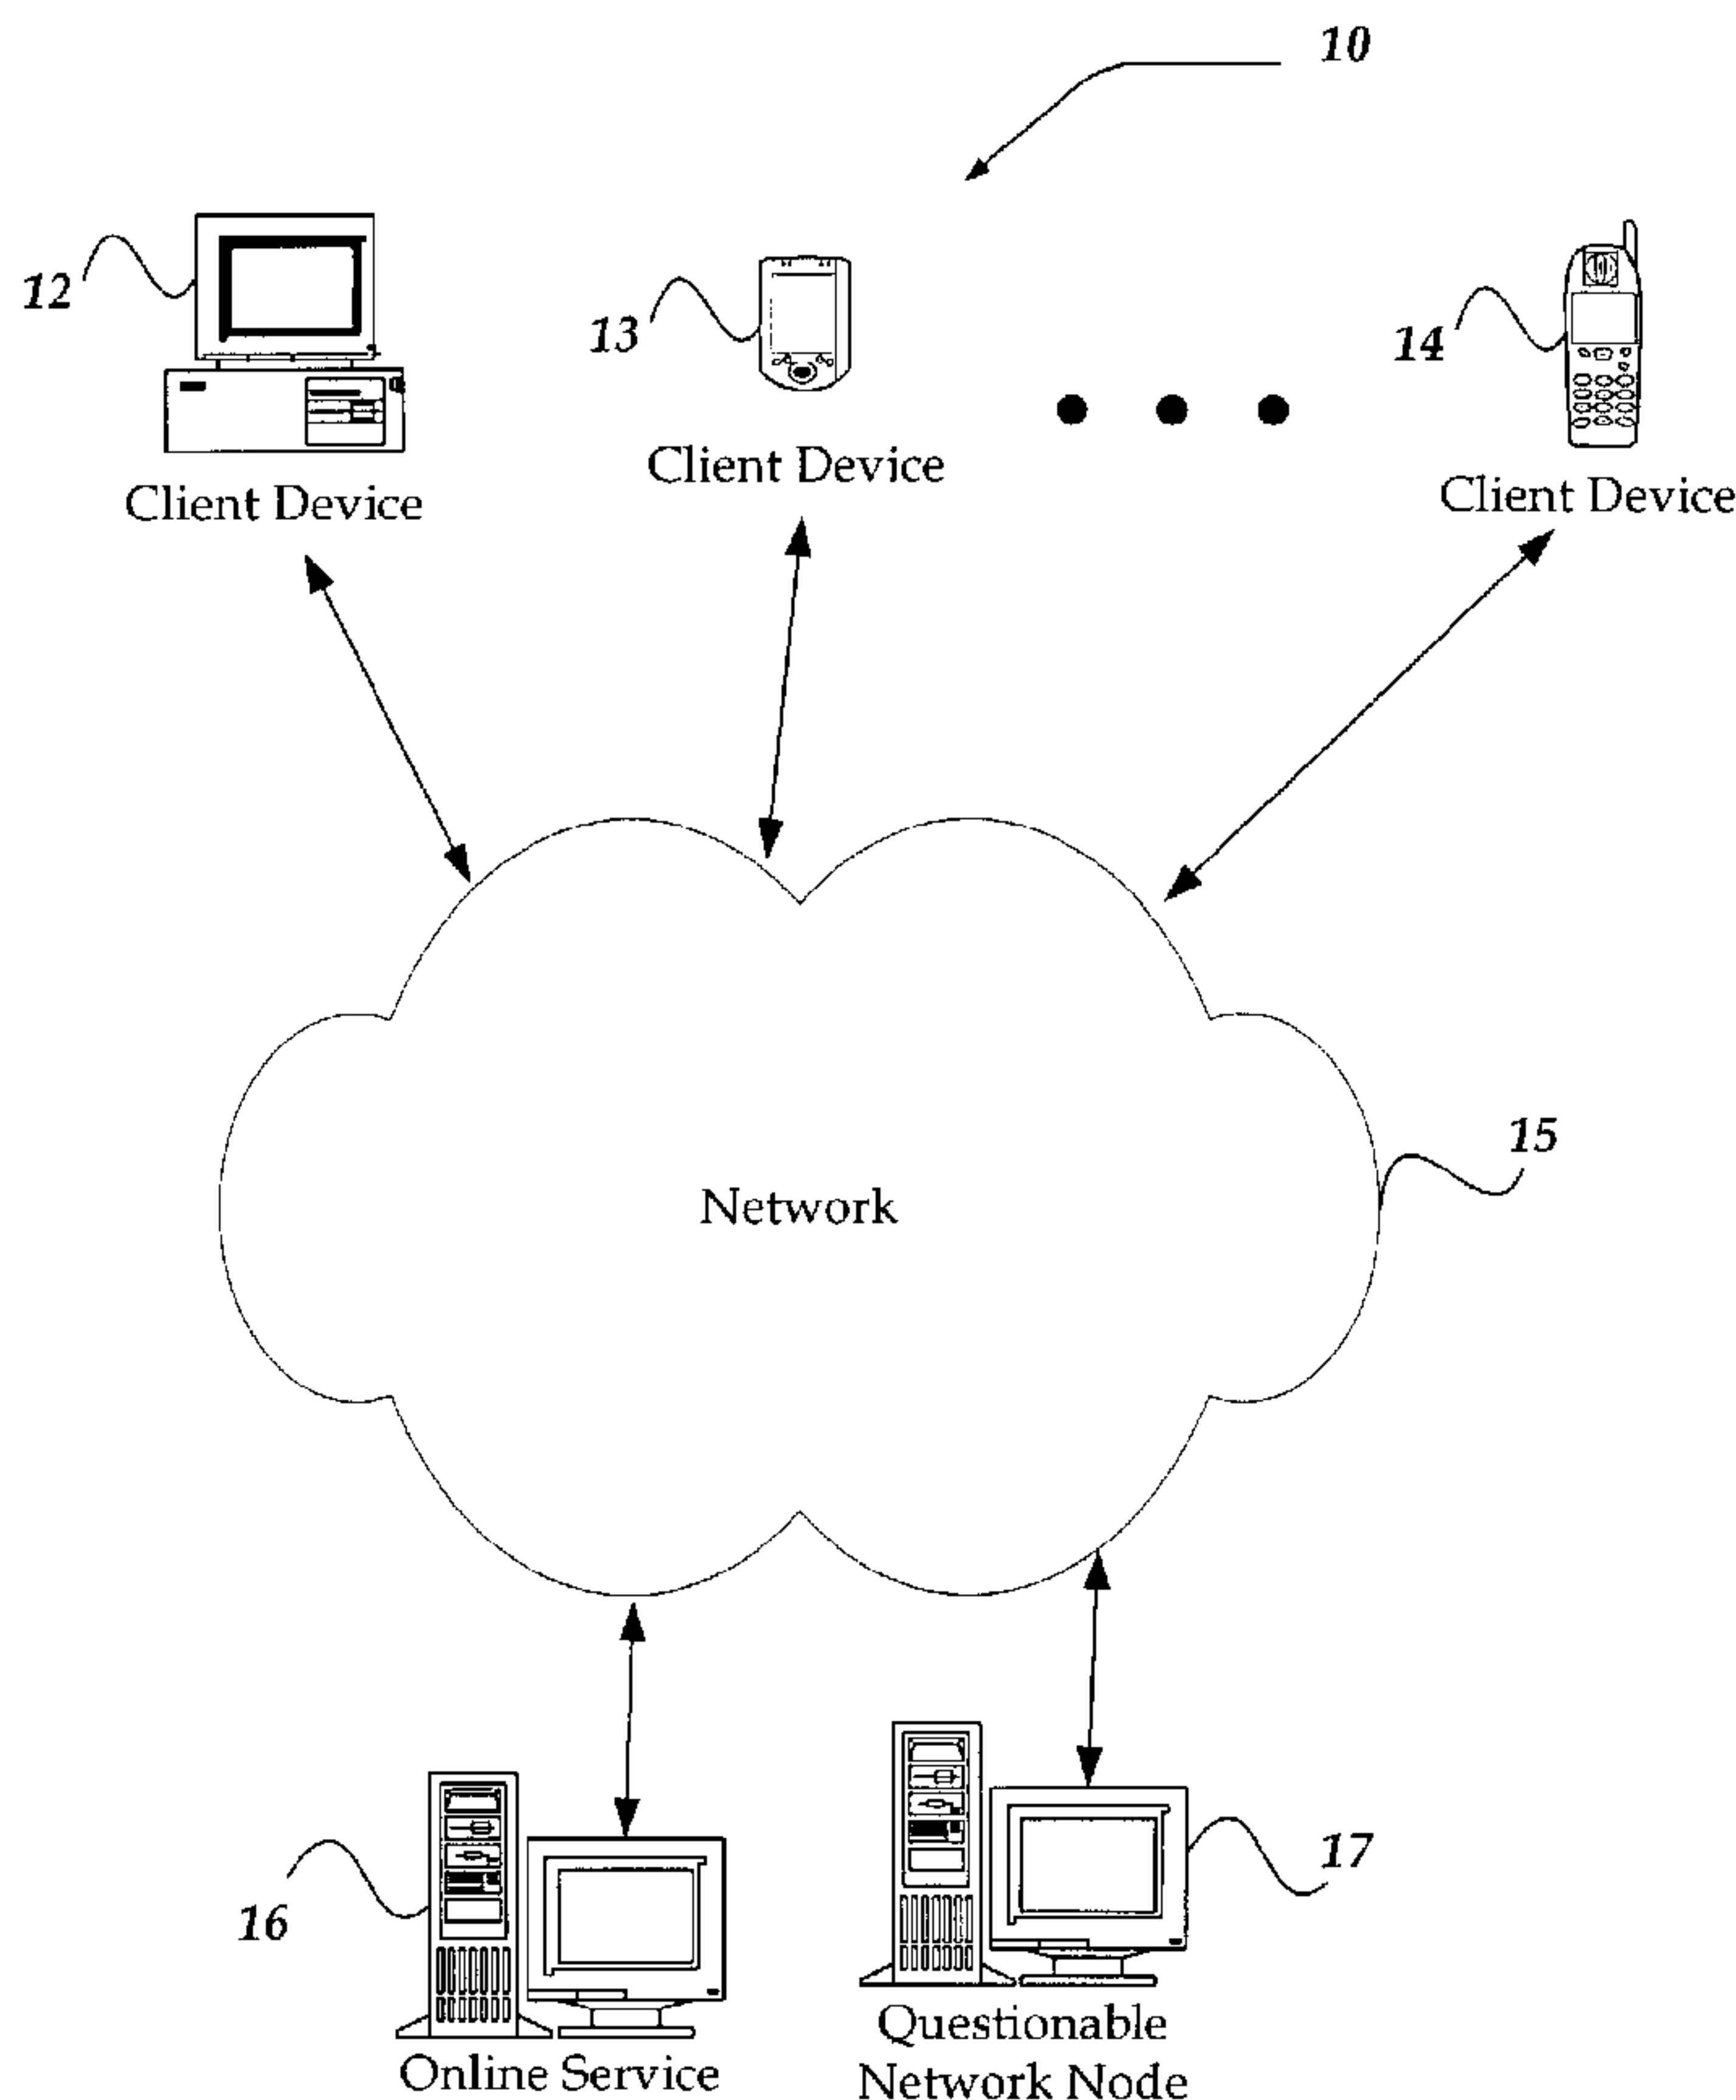 10
12
13
14
Client Device
Client Device
Client Device
15
Network
16
17
Online Service
Questionable
Network Node